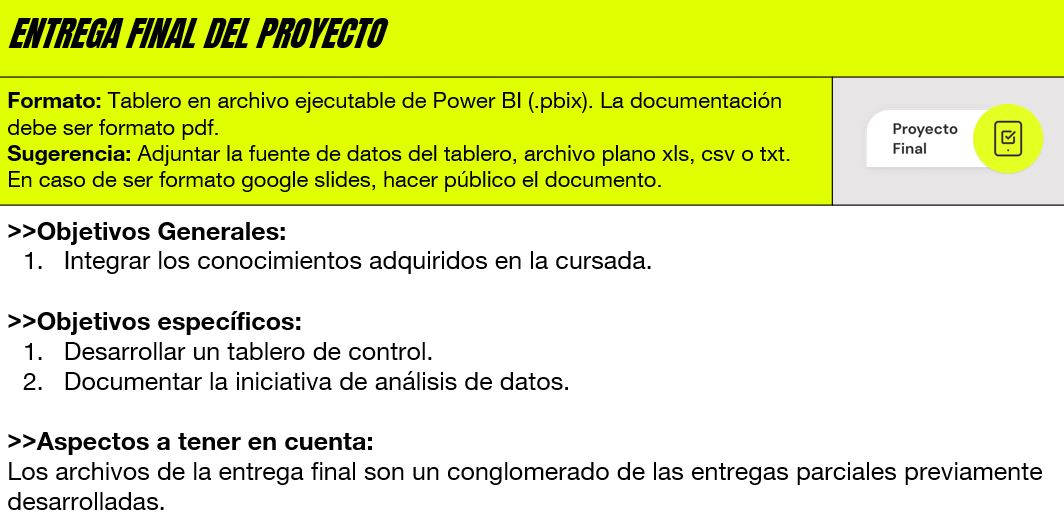 ENTREGA FINAL DEL PROYECTO
Formato: Tablero en archivo ejecutable de Power BI (.pbix). La documentación
debe ser formato pdf.
Sugerencia: Adjuntar la fuente de datos del tablero, archivo plano xls, csv o txt.
En caso de ser formato google slides, hacer público el documento.
Proyecto
Final
>>Objetivos Generales:
1. Integrar los conocimientos adquiridos en la cursada.
>>Objetivos específicos:
1. Desarrollar un tablero de control.
2. Documentar la iniciativa de análisis de datos.
>>Aspectos a tener en cuenta:
Los archivos de la entrega final son un conglomerado de las entregas parciales previamente
desarrolladas.